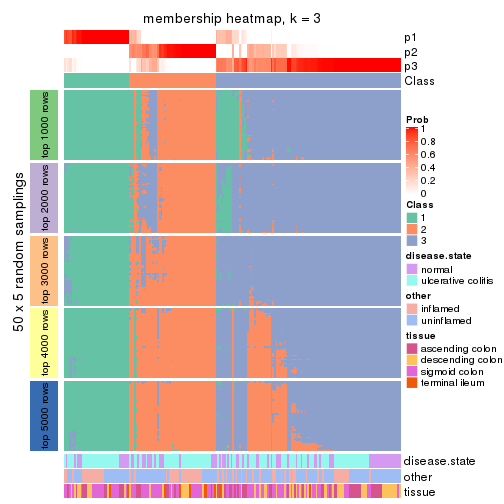 membership heatmap, k = 3
p1
p2
p3
Class
50 x 5 random samplings
top 1000 rows
top 2000 rows
top 3000 rows
top 4000 rows
top 5000 rows
Prob
1
0.8
0.6
0.4
0.2
0
Class
1
2
3
disease.state
normal
ulcerative colitis
other
inflamed
uninflamed
tissue
ascending colon
descending colon
sigmoid colon
terminal ileum
disease.state
other
tissue